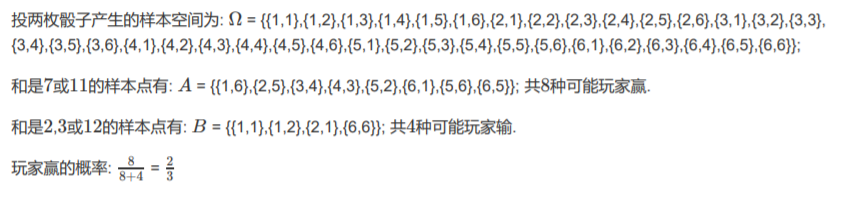 投两枚骰子产生的样本空间为: Ω = {{1,1},{1,2},{1,3},{1,4},{1,5},{1,6},{2,1},{2,2},{2,3},{2,4},{2,5},{2,6},{3,1},{3,2},{3,3},
{3,4},{3,5},{3,6},{4,1},{4,2},{4,3},{4,4},{4,5},{4,6},{5,1},{5,2},{5,3},{5,4},{5,5},{5,6},{6,1},{6,2},{6,3},{6,4},{6,5},{6,6}};
和是7或11的样本点有: A = {{1,6},{2,5},{3,4},{4,3},{5,2},{6,1},{5,6},{6,5}}; 共8种可能玩家赢.
和是2,3或12的样本点有: B = {{1,1},{1,2},{2,1},{6,6}}; 共4种可能玩家输.
玩家赢的概率: 8/(8+4) = 2/3